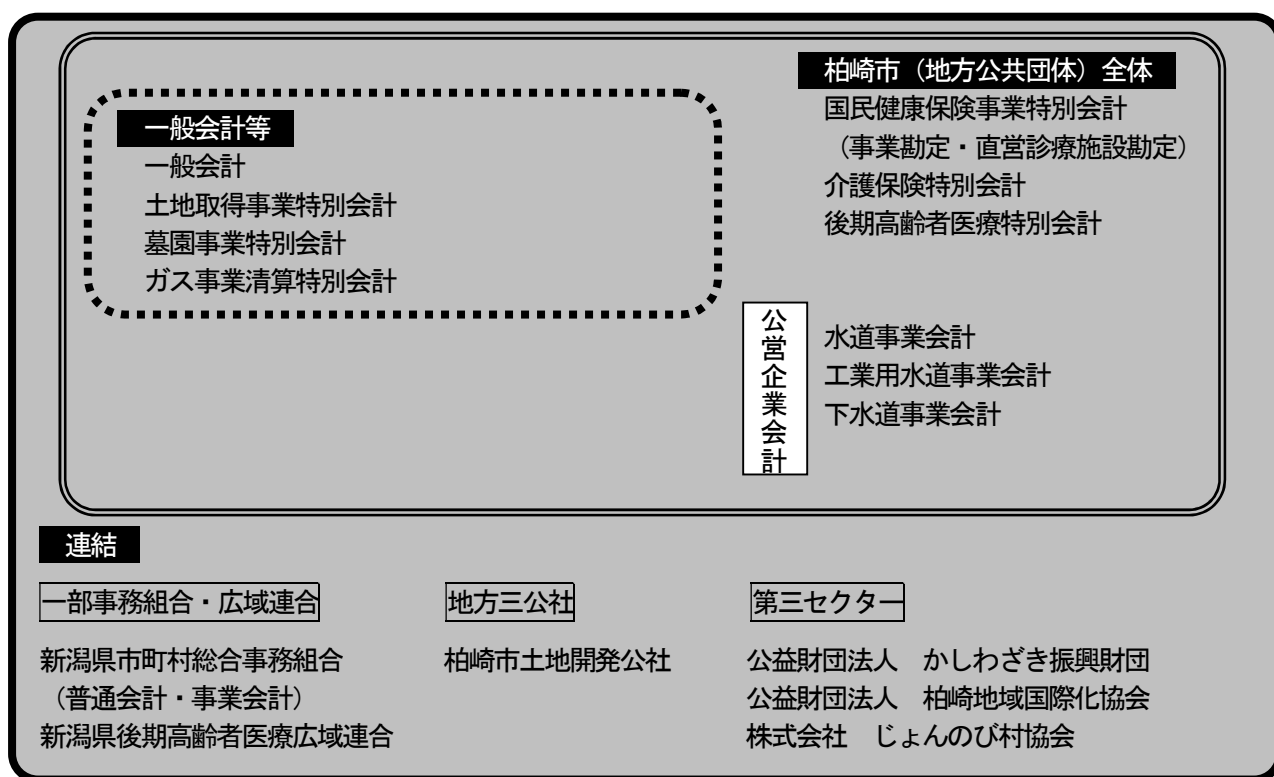 柏崎市（地方公共団体）全体
一般会計等
一般会計
土地取得事業特別会計
墓園事業特別会計
ガス事業清算特別会計
国民健康保険事業特別会計
（事業勘定・直営診療施設勘定）
介護保険特別会計
後期高齢者医療特別会計
公営企業会計
水道事業会計
工業用水道事業会計
下水道事業会計
連結
一部事務組合・広域連合
新潟県市町村総合事務組合
（普通会計・事業会計）
新潟県後期高齢者医療広域連合
地方三公社
柏崎市土地開発公社
第三セクター
公益財団法人　かしわざき振興財団
公益財団法人　柏崎地域国際化協会
株式会社　じょんのび村協会